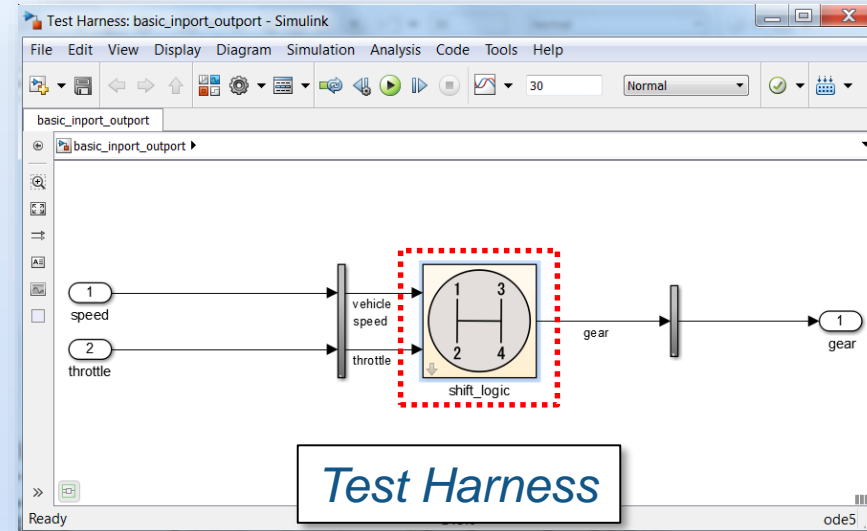 Test Harness: basic_inport_outport - Simulink
File Edit View Display Diagram Simulation Analysis Code Tools Help
30 Normal
basic_inport_outport
basic_inport_outport
1
speed
2
throttle
vehicle
speed
throttle
1 3
2 4
shift_logic
gear
1
gear
Test Harness
Ready
ode5